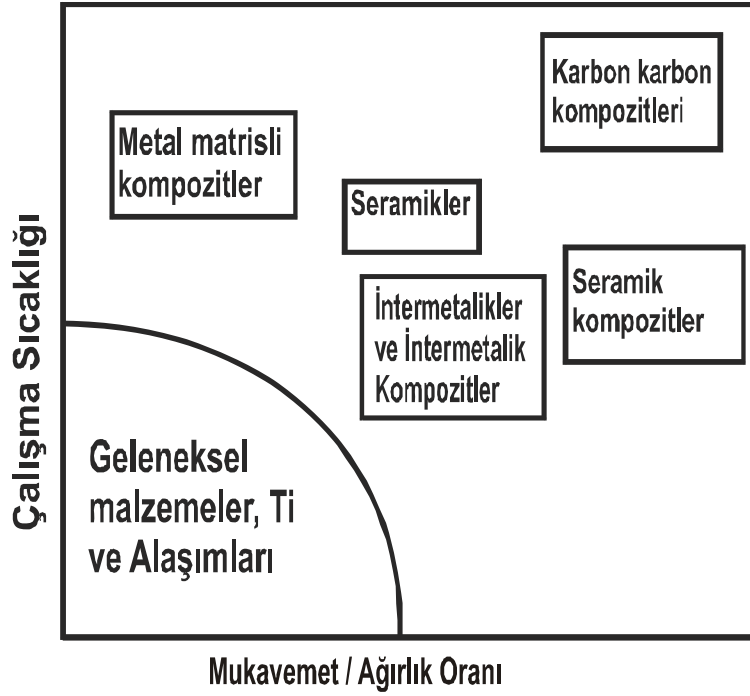 Karbon karbon
kompozitleri
Metal matrisli
kompozitler
Seramikler
Seramik
kompozitler
İntermetalikler
ve İntermetalik
Kompozitler
Geleneksel
malzemeler, Ti
ve Alaşımları
Çalışma Sıcaklığı
Mukavemet / Ağırlık Oranı